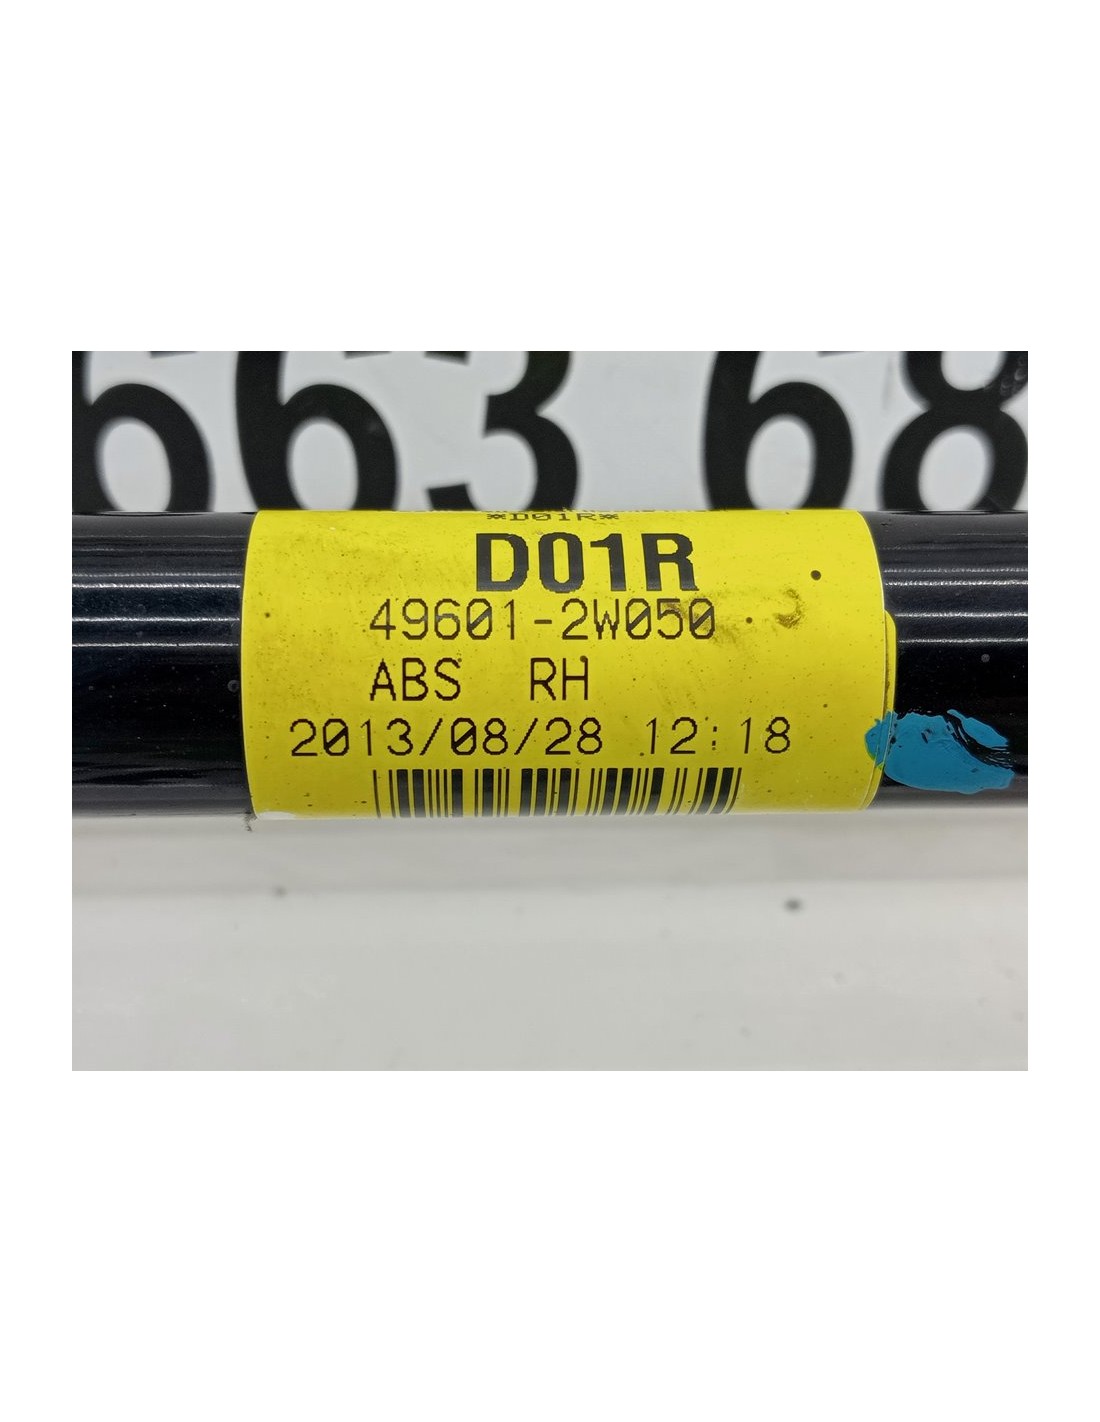 663 68
*D01R*
D01R
49601-2W050
ABS RH
2013/08/28 12:18